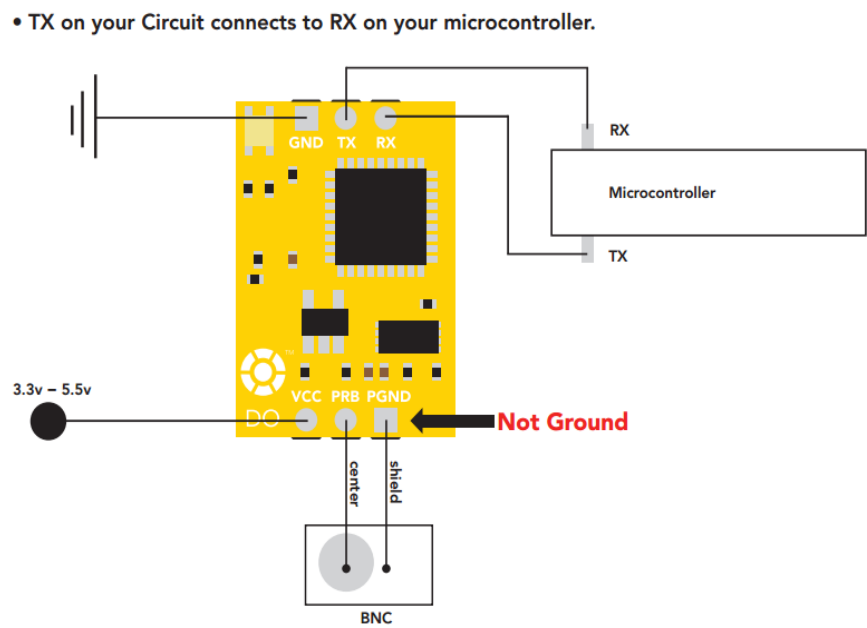 • TX on your Circuit connects to RX on your microcontroller.
GND TX RX
RX
Microcontroller
TX
TM
3.3v – 5.5v
VCC PRB PGND
DO
Not Ground
center
shield
BNC